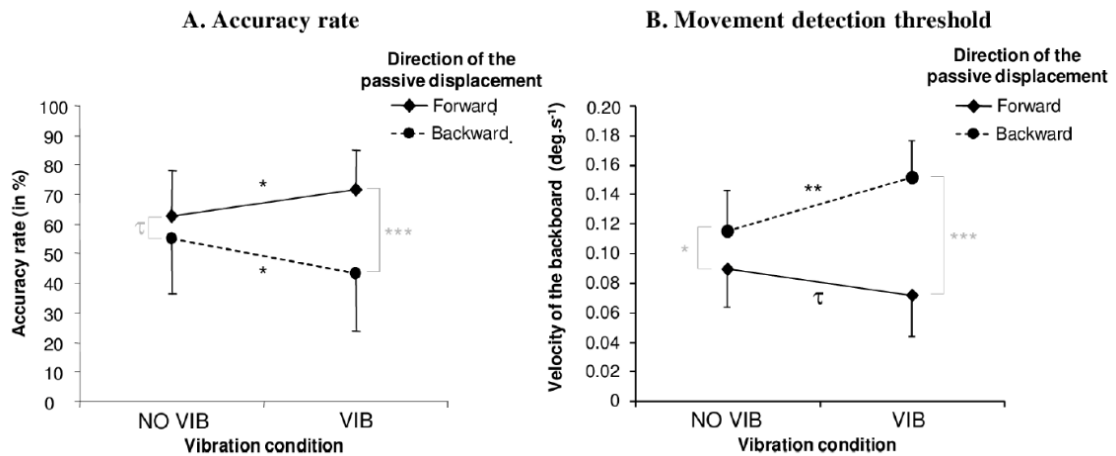 A. Accuracy rate
Direction of the
passive displacement
Forward
Backward
100
90
80
70
60
50
40
30
20
10
0
Accuracy rate (in %)
τ
*
*
***
NO VIB
VIB
Vibration condition
B. Movement detection threshold
Direction of the
passive displacement
Forward
Backward
0.20
0.18
0.16
0.14
0.12
0.10
0.08
0.06
0.04
0.02
0
Velocity of the backboard (deg.s⁻¹)
*
**
τ
***
NO VIB
VIB
Vibration condition